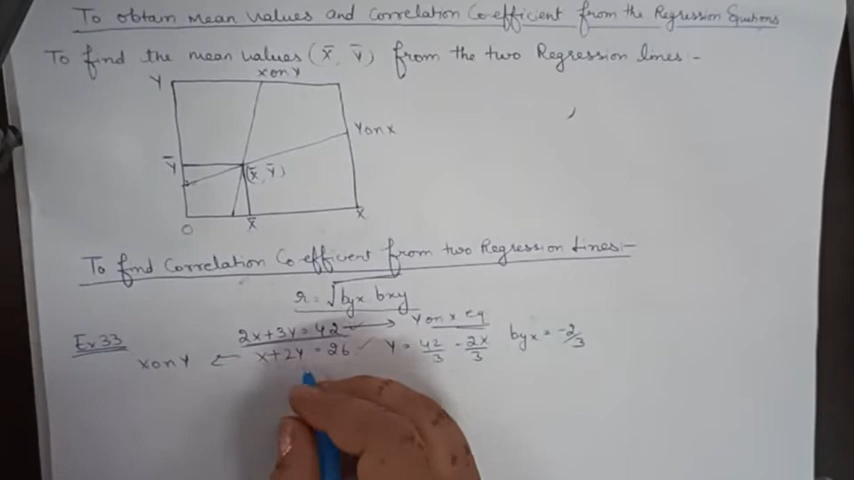 To obtain Mean values and Correlation Co-efficient from the Regression Equations
To find the mean values (X̄, Ȳ) from the two Regression lines :-
Y
X on Y
Y on X
Ȳ
(X̄, Ȳ)
O
X̄
X
To find Correlation Co-efficient from two Regression Lines :-
r = √byx bxy
Ex 33
2x+3y = 42 → Y on X eq
X on Y ← x+2y = 26
Y = 42/3 - 2x/3
byx = -2/3